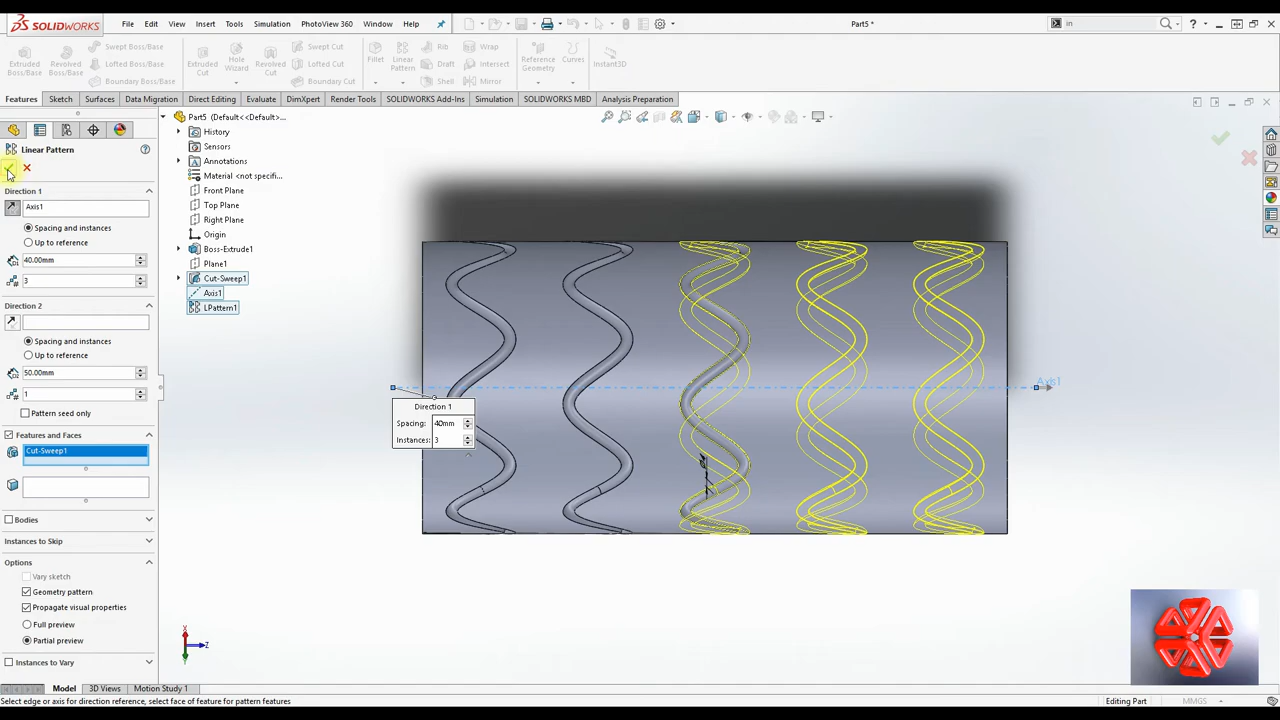 SOLIDWORKS
File Edit View Insert Tools Simulation PhotoView 360 Window Help
Part5 *
in
Extruded Boss/Base
Revolved Boss/Base
Swept Boss/Base
Lofted Boss/Base
Boundary Boss/Base
Extruded Cut
Hole Wizard
Revolved Cut
Swept Cut
Lofted Cut
Boundary Cut
Fillet
Linear Pattern
Rib
Draft
Shell
Wrap
Intersect
Mirror
Reference Geometry
Curves
Instant3D
Features Sketch Surfaces Data Migration Direct Editing Evaluate DimXpert Render Tools SOLIDWORKS Add-Ins Simulation SOLIDWORKS MBD Analysis Preparation
Linear Pattern
Direction 1
Axis1
Spacing and instances
Up to reference
40.00mm
3
Direction 2
Spacing and instances
Up to reference
50.00mm
1
Pattern seed only
Features and Faces
Cut-Sweep1
Bodies
Instances to Skip
Options
Vary sketch
Geometry pattern
Propagate visual properties
Full preview
Partial preview
Instances to Vary
Part5 (Default<<Default>...
History
Sensors
Annotations
Material <not specifi...
Front Plane
Top Plane
Right Plane
Origin
Boss-Extrude1
Plane1
Cut-Sweep1
Axis1
LPattern1
Axis1
Direction 1
Spacing: 40mm
Instances: 3
X
Z
Model 3D Views Motion Study 1
Select edge or axis for direction reference, select face of feature for pattern features
Editing Part
MMGS